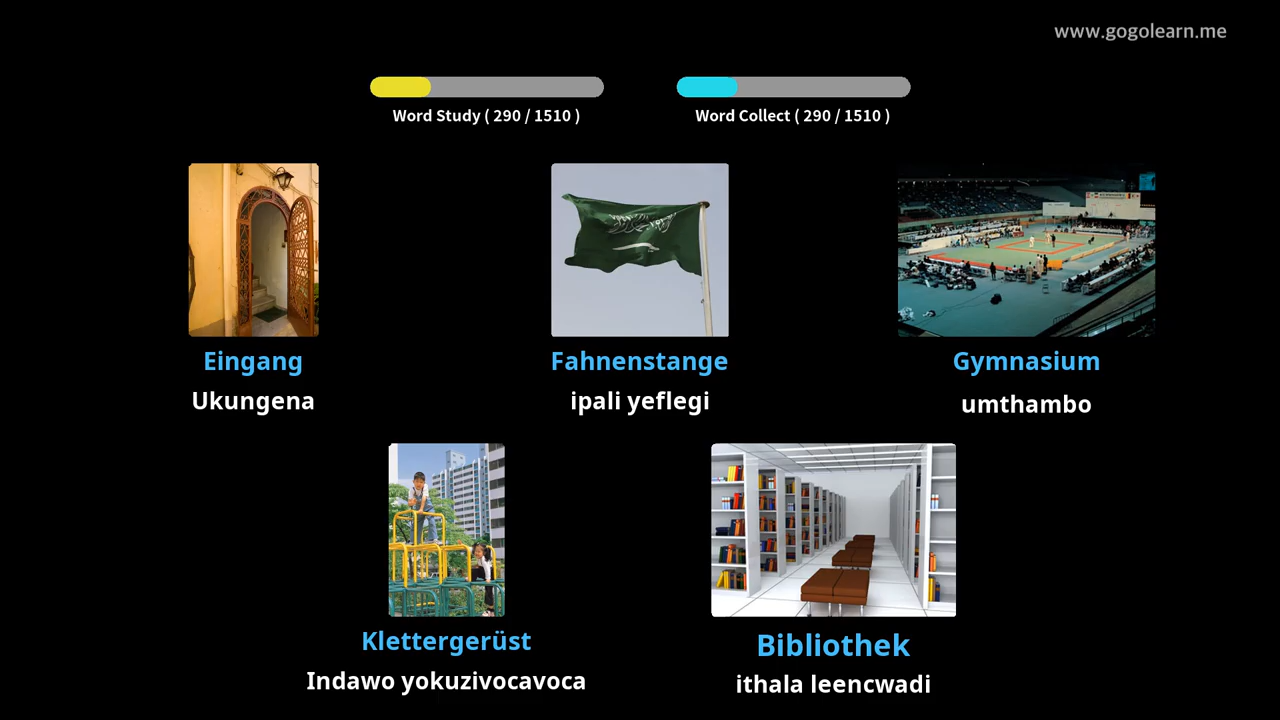 www.gogolearn.me
Word Study ( 290 / 1510 )
Word Collect ( 290 / 1510 )
Eingang
Ukungena
Fahnenstange
ipali yeflegi
Gymnasium
umthambo
Klettergerüst
Indawo yokuzivocavoca
Bibliothek
ithala leencwadi